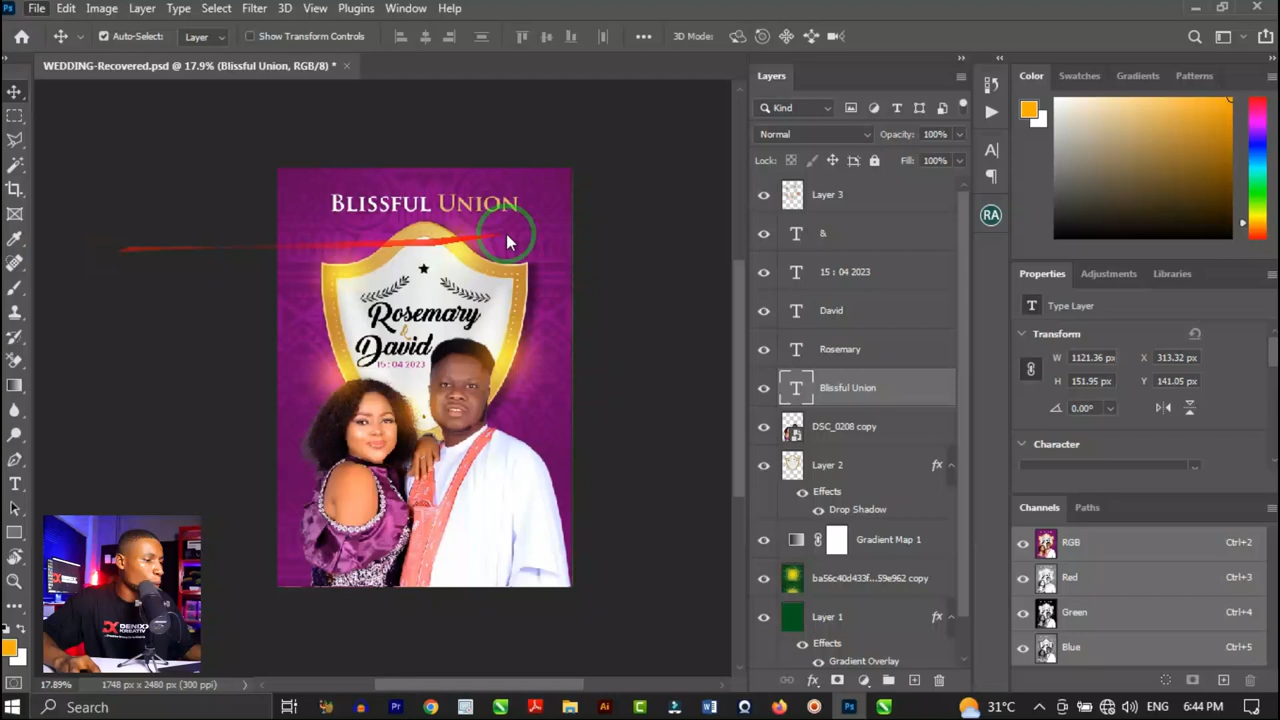 Ps File Edit Image Layer Type Select Filter 3D View Plugins Window Help
Auto-Select: Layer Show Transform Controls 3D Mode:
WEDDING-Recovered.psd @ 17.9% (Blissful Union, RGB/8) *
Blissful Union
Rosemary
&
David
15 : 04 2023
DENIXX
KREATIV
17.89% 1748 px x 2480 px (300 ppi)
Layers
Kind
Normal Opacity: 100%
Lock: Fill: 100%
Layer 3
&
15 : 04 2023
David
Rosemary
Blissful Union
DSC_0208 copy
Layer 2 fx
Effects
Drop Shadow
Gradient Map 1
ba56c40d433f...59e962 copy
Layer 1 fx
Effects
Gradient Overlay
RA
Color Swatches Gradients Patterns
Properties Adjustments Libraries
Type Layer
Transform
W 1121.36 px X 313.32 px
H 151.95 px Y 141.05 px
0.00°
Character
Channels Paths
RGB Ctrl+2
Red Ctrl+3
Green Ctrl+4
Blue Ctrl+5
Search
31°C ENG 6:44 PM